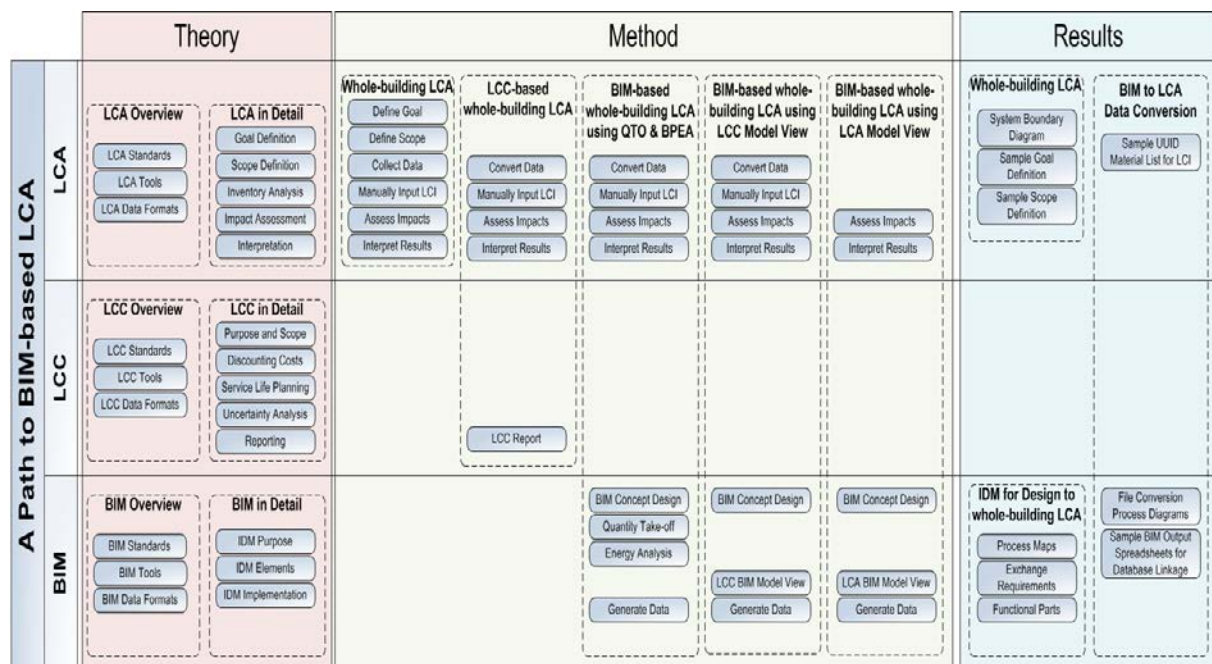 Theory
Method
Results
A Path to BIM-based LCA
LCA
LCA Overview
LCA Standards
LCA Tools
LCA Data Formats
LCA in Detail
Goal Definition
Scope Definition
Inventory Analysis
Impact Assessment
Interpretation
Whole-building LCA
Define Goal
Define Scope
Collect Data
Manually Input LCI
Assess Impacts
Interpret Results
LCC-based
whole-building LCA
Convert Data
Manually Input LCI
Assess Impacts
Interpret Results
BIM-based
whole-building LCA
using QTO & BPEA
Convert Data
Manually Input LCI
Assess Impacts
Interpret Results
BIM-based whole-
building LCA using
LCC Model View
Convert Data
Manually Input LCI
Assess Impacts
Interpret Results
BIM-based whole-
building LCA using
LCA Model View
Assess Impacts
Interpret Results
Whole-building LCA
System Boundary
Diagram
Sample Goal
Definition
Sample Scope
Definition
BIM to LCA
Data Conversion
Sample UUID
Material List for LCI
LCC
LCC Overview
LCC Standards
LCC Tools
LCC Data Formats
LCC in Detail
Purpose and Scope
Discounting Costs
Service Life Planning
Uncertainty Analysis
Reporting
LCC Report
BIM
BIM Overview
BIM Standards
BIM Tools
BIM Data Formats
BIM in Detail
IDM Purpose
IDM Elements
IDM Implementation
BIM Concept Design
Quantity Take-off
Energy Analysis
Generate Data
BIM Concept Design
LCC BIM Model View
Generate Data
BIM Concept Design
LCA BIM Model View
Generate Data
IDM for Design to
whole-building LCA
Process Maps
Exchange
Requirements
Functional Parts
File Conversion
Process Diagrams
Sample BIM Output
Spreadsheets for
Database Linkage